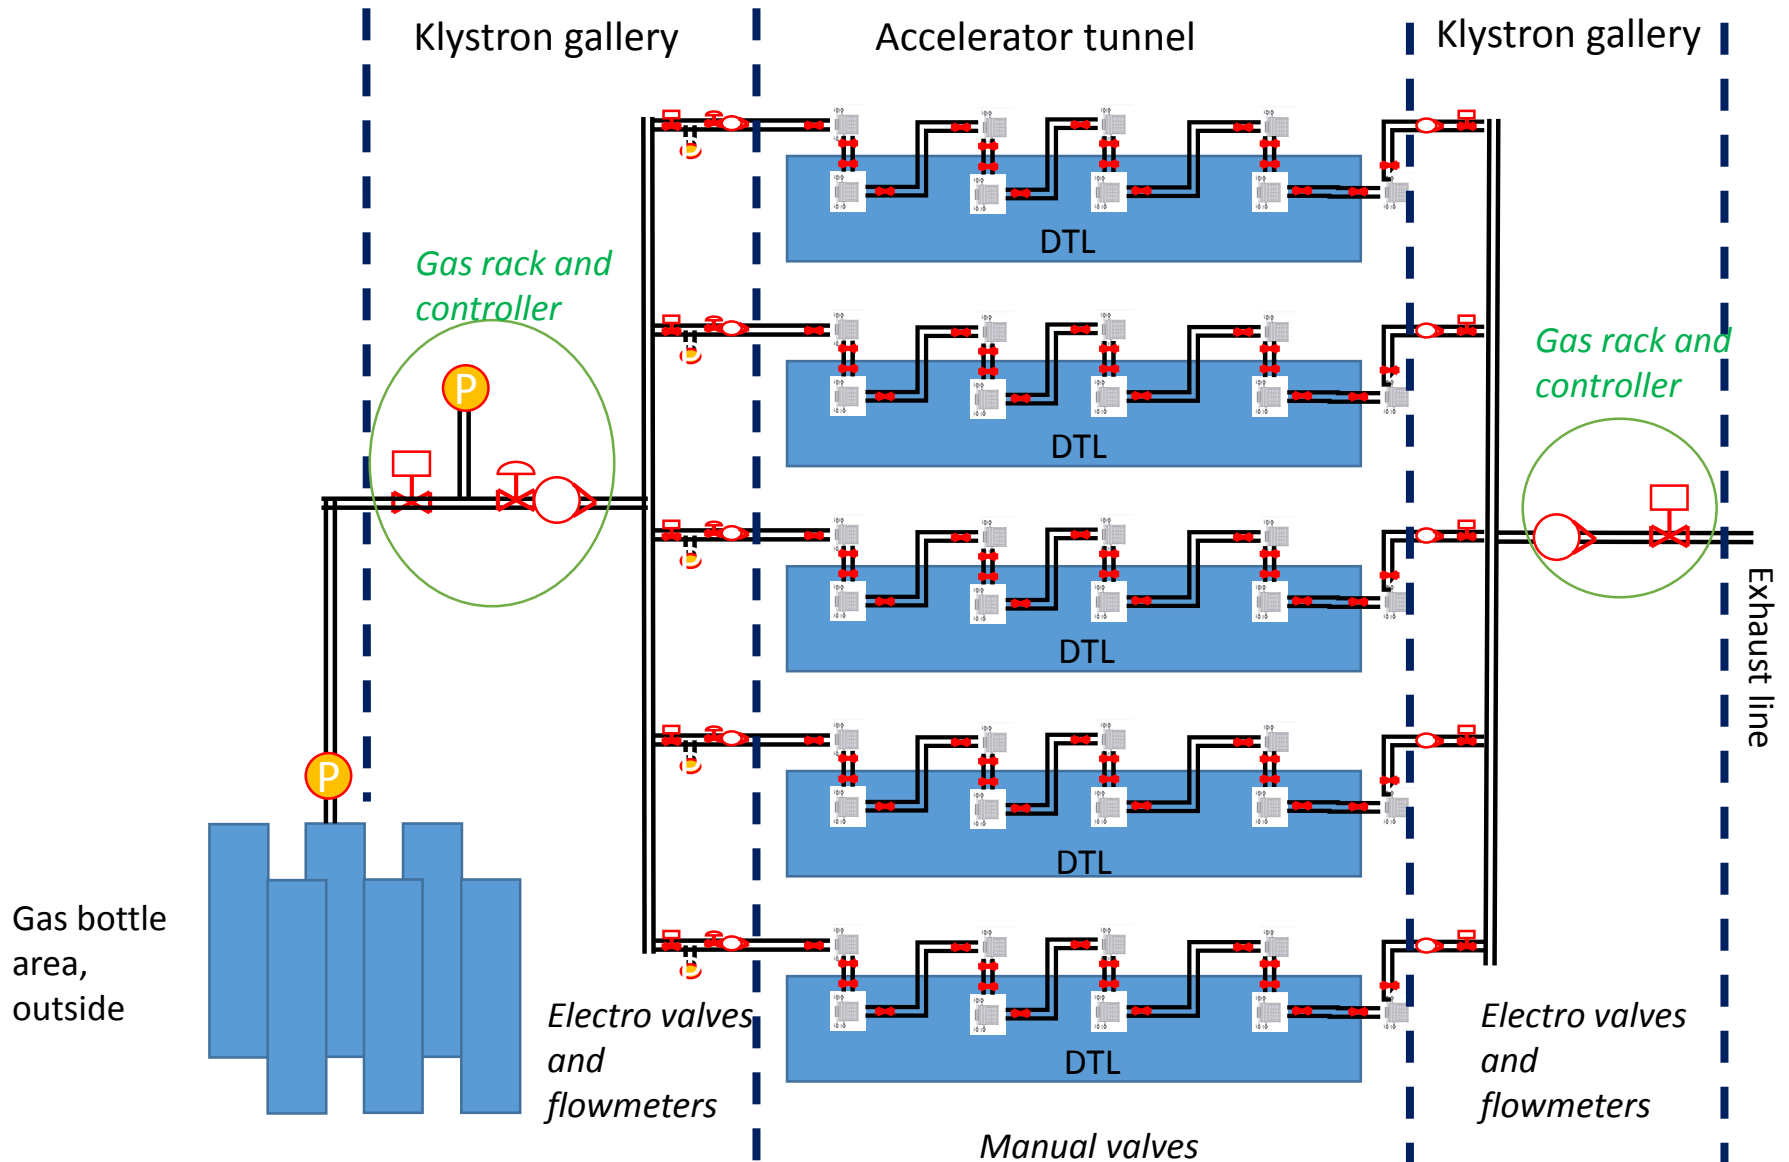 Klystron gallery
Accelerator tunnel
Klystron gallery
DTL
Gas rack and
controller
P
DTL
Gas rack and
controller
DTL
Exhaust line
P
DTL
Gas bottle
area,
outside
Electro valves
and
flowmeters
DTL
Electro valves
and
flowmeters
Manual valves